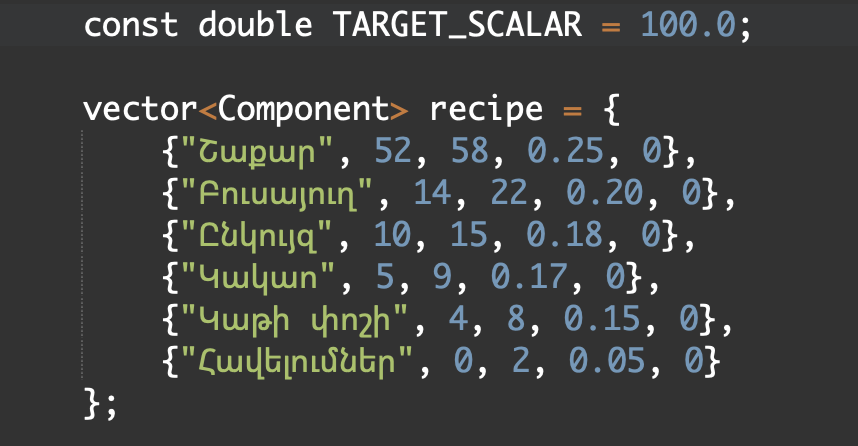 const double TARGET_SCALAR = 100.0;
vector<Component> recipe = {
{"Շաքար", 52, 58, 0.25, 0},
{"Բուսայուղ", 14, 22, 0.20, 0},
{"Ընկույզ", 10, 15, 0.18, 0},
{"Կակաո", 5, 9, 0.17, 0},
{"Կաթի փոշի", 4, 8, 0.15, 0},
{"Հավելումներ", 0, 2, 0.05, 0}
};